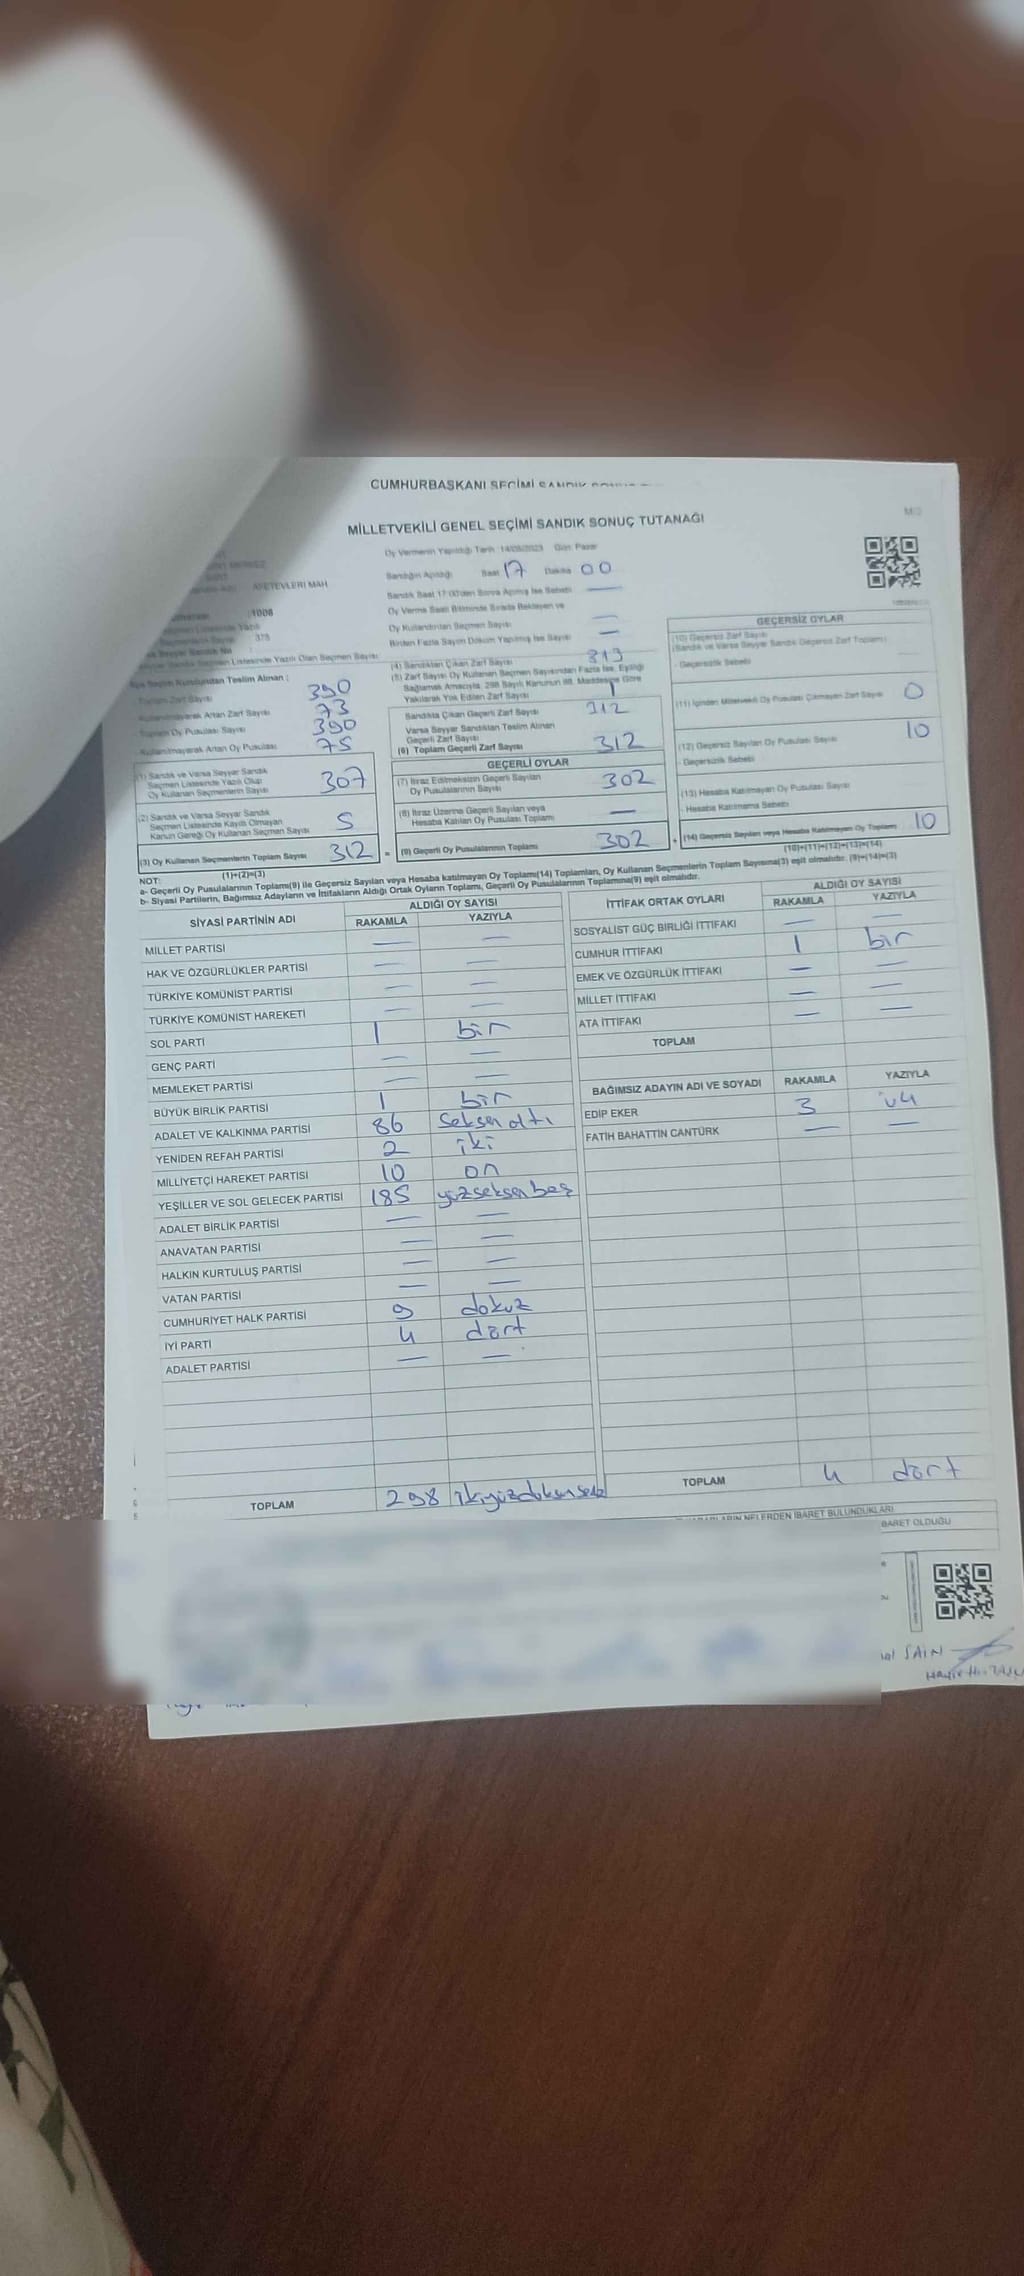 CUMHURBAŞKANI SEÇİMİ SANDIK SONUÇ
MİLLETVEKİLİ GENEL SEÇİMİ SANDIK SONUÇ TUTANAĞI
Oy Vermenin Yapıldığı Tarih :14/05/2023 Gün: Pazar
Sandığın Açıldığı Saat 17 Dakika 00
AFETEVLERİ MAH
Sandık Saat 17:00'den Sonra Açılmış İse Sebebi —
1008
Oy Verme Saati Bitiminde Sırada Bekleyen ve
Oy Kullandırılan Seçmen Sayısı —
Birden Fazla Sayım Döküm Yapılmış İse Sayısı —
Seçmen Listesinde Yazılı Olan Seçmen Sayısı
İlçe Seçim Kurulundan Teslim Alınan :
Toplam Zarf Sayısı 390
Kullanılmayarak Artan Zarf Sayısı 73
Toplam Oy Pusulası Sayısı 390
Kullanılmayarak Artan Oy Pusulası 75
(1) Sandık ve Varsa Seyyar Sandık
Seçmen Listesinde Yazılı Olup
Oy Kullanan Seçmenlerin Sayısı 307
(2) Sandık ve Varsa Seyyar Sandık
Seçmen Listesinde Kayıtlı Olmayan
Kanun Gereği Oy Kullanan Seçmen Sayısı 5
(3) Oy Kullanan Seçmenlerin Toplam Sayısı 312 =
(1)+(2)=(3)
(4) Sandıktan Çıkan Zarf Sayısı 313
(5) Zarf Sayısı Oy Kullanan Seçmen Sayısından Fazla İse, Eşitliği
Sağlamak Amacıyla, 298 Sayılı Kanunun 98. Maddesine Göre
Yakılarak Yok Edilen Zarf Sayısı 1
Sandıkta Çıkan Geçerli Zarf Sayısı 312
Varsa Seyyar Sandıktan Teslim Alınan
Geçerli Zarf Sayısı
(6) Toplam Geçerli Zarf Sayısı 312
GEÇERLİ OYLAR
(7) İtiraz Edilmeksizin Geçerli Sayılan
Oy Pusulalarının Sayısı 302
(8) İtiraz Üzerine Geçerli Sayılan veya
Hesaba Katılan Oy Pusulası Toplamı —
(9) Geçerli Oy Pusulalarının Toplamı 302 +
GEÇERSİZ OYLAR
(10) Geçersiz Zarf Sayısı
(Sandık ve Varsa Seyyar Sandık Geçersiz Zarf Toplamı)
- Geçersizlik Sebebi
(11) İçinden Milletvekili Oy Pusulası Çıkmayan Zarf Sayısı 0
(12) Geçersiz Sayılan Oy Pusulası Sayısı 10
- Geçersizlik Sebebi
(13) Hesaba Katılmayan Oy Pusulası Sayısı
- Hesaba Katılmama Sebebi
(14) Geçersiz Sayılan veya Hesaba Katılmayan Oy Toplamı 10
(10)+(11)+(12)+(13)=(14)
NOT:
a- Geçerli Oy Pusulalarının Toplamı(9) ile Geçersiz Sayılan veya Hesaba katılmayan Oy Toplamı(14) Toplamları, Oy Kullanan Seçmenlerin Toplam Sayısına(3) eşit olmalıdır. (9)+(14)=(3)
b- Siyasi Partilerin, Bağımsız Adayların ve İttifakların Aldığı Ortak Oyların Toplamı, Geçerli Oy Pusulalarının Toplamına(9) eşit olmalıdır.
SİYASİ PARTİNİN ADI ALDIĞI OY SAYISI
RAKAMLA YAZIYLA
MİLLET PARTİSİ — —
HAK VE ÖZGÜRLÜKLER PARTİSİ — —
TÜRKİYE KOMÜNİST PARTİSİ — —
TÜRKİYE KOMÜNİST HAREKETİ — —
SOL PARTİ 1 bir
GENÇ PARTİ — —
MEMLEKET PARTİSİ — —
BÜYÜK BİRLİK PARTİSİ 1 bir
ADALET VE KALKINMA PARTİSİ 86 seksen altı
YENİDEN REFAH PARTİSİ 2 iki
MİLLİYETÇİ HAREKET PARTİSİ 10 on
YEŞİLLER VE SOL GELECEK PARTİSİ 185 yüzseksenbeş
ADALET BİRLİK PARTİSİ — —
ANAVATAN PARTİSİ — —
HALKIN KURTULUŞ PARTİSİ — —
VATAN PARTİSİ — —
CUMHURİYET HALK PARTİSİ 9 dokuz
İYİ PARTİ 4 dört
ADALET PARTİSİ — —
TOPLAM 298 ikiyüzdoksansekiz
İTTİFAK ORTAK OYLARI ALDIĞI OY SAYISI
RAKAMLA YAZIYLA
SOSYALİST GÜÇ BİRLİĞİ İTTİFAKI — —
CUMHUR İTTİFAKI 1 bir
EMEK VE ÖZGÜRLÜK İTTİFAKI — —
MİLLET İTTİFAKI — —
ATA İTTİFAKI — —
TOPLAM
BAĞIMSIZ ADAYIN ADI VE SOYADI RAKAMLA YAZIYLA
EDİP EKER 3 üç
FATİH BAHATTİN CANTÜRK — —
TOPLAM 4 dört
NELERDEN İBARET BULUNDUKLARI
BARET OLDUĞU
SAİN